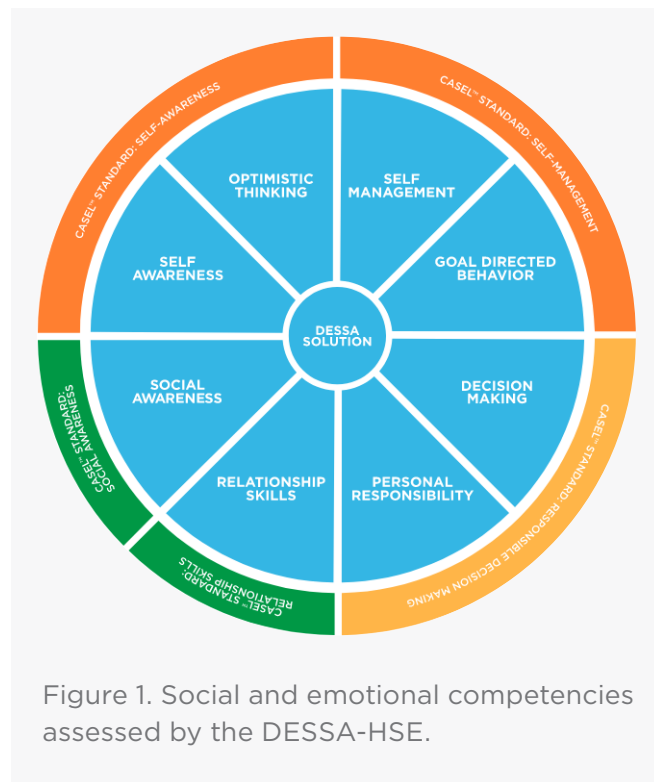 CASEL™ STANDARD: SELF-AWARENESS
CASEL™ STANDARD: SELF-MANAGEMENT
OPTIMISTIC
THINKING
SELF
MANAGEMENT
SELF
AWARENESS
GOAL DIRECTED
BEHAVIOR
DESSA
SOLUTION
SOCIAL
AWARENESS
DECISION
MAKING
RELATIONSHIP
SKILLS
PERSONAL
RESPONSIBILITY
CASEL™ STANDARD:
SOCIAL AWARENESS
CASEL™ STANDARD:
RELATIONSHIP SKILLS
CASEL™ STANDARD: RESPONSIBLE DECISION MAKING
Figure 1. Social and emotional competencies
assessed by the DESSA-HSE.